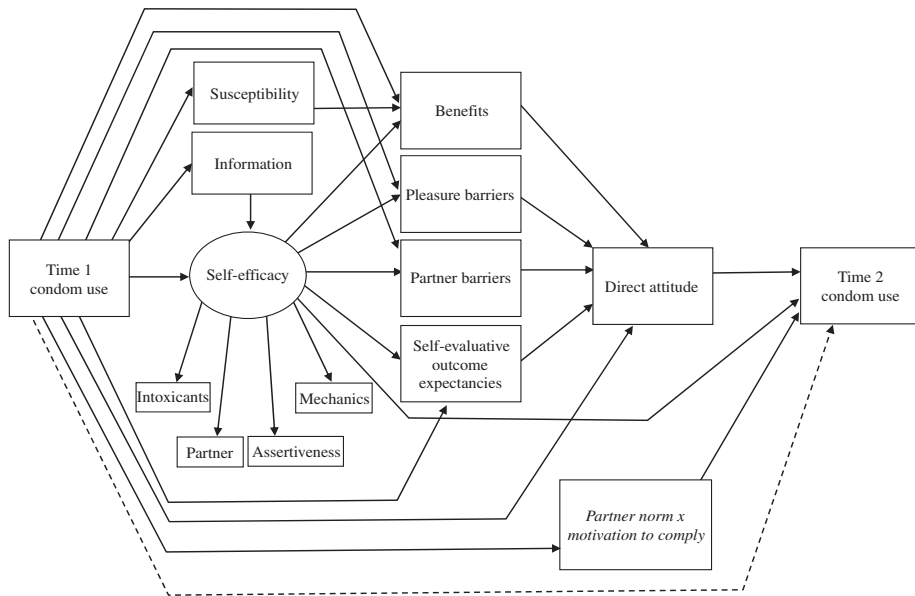 Susceptibility
Benefits
Information
Pleasure barriers
Time 1
condom use
Self-efficacy
Partner barriers
Direct attitude
Time 2
condom use
Self-evaluative
outcome
expectancies
Intoxicants
Mechanics
Partner
Assertiveness
Partner norm x
motivation to comply